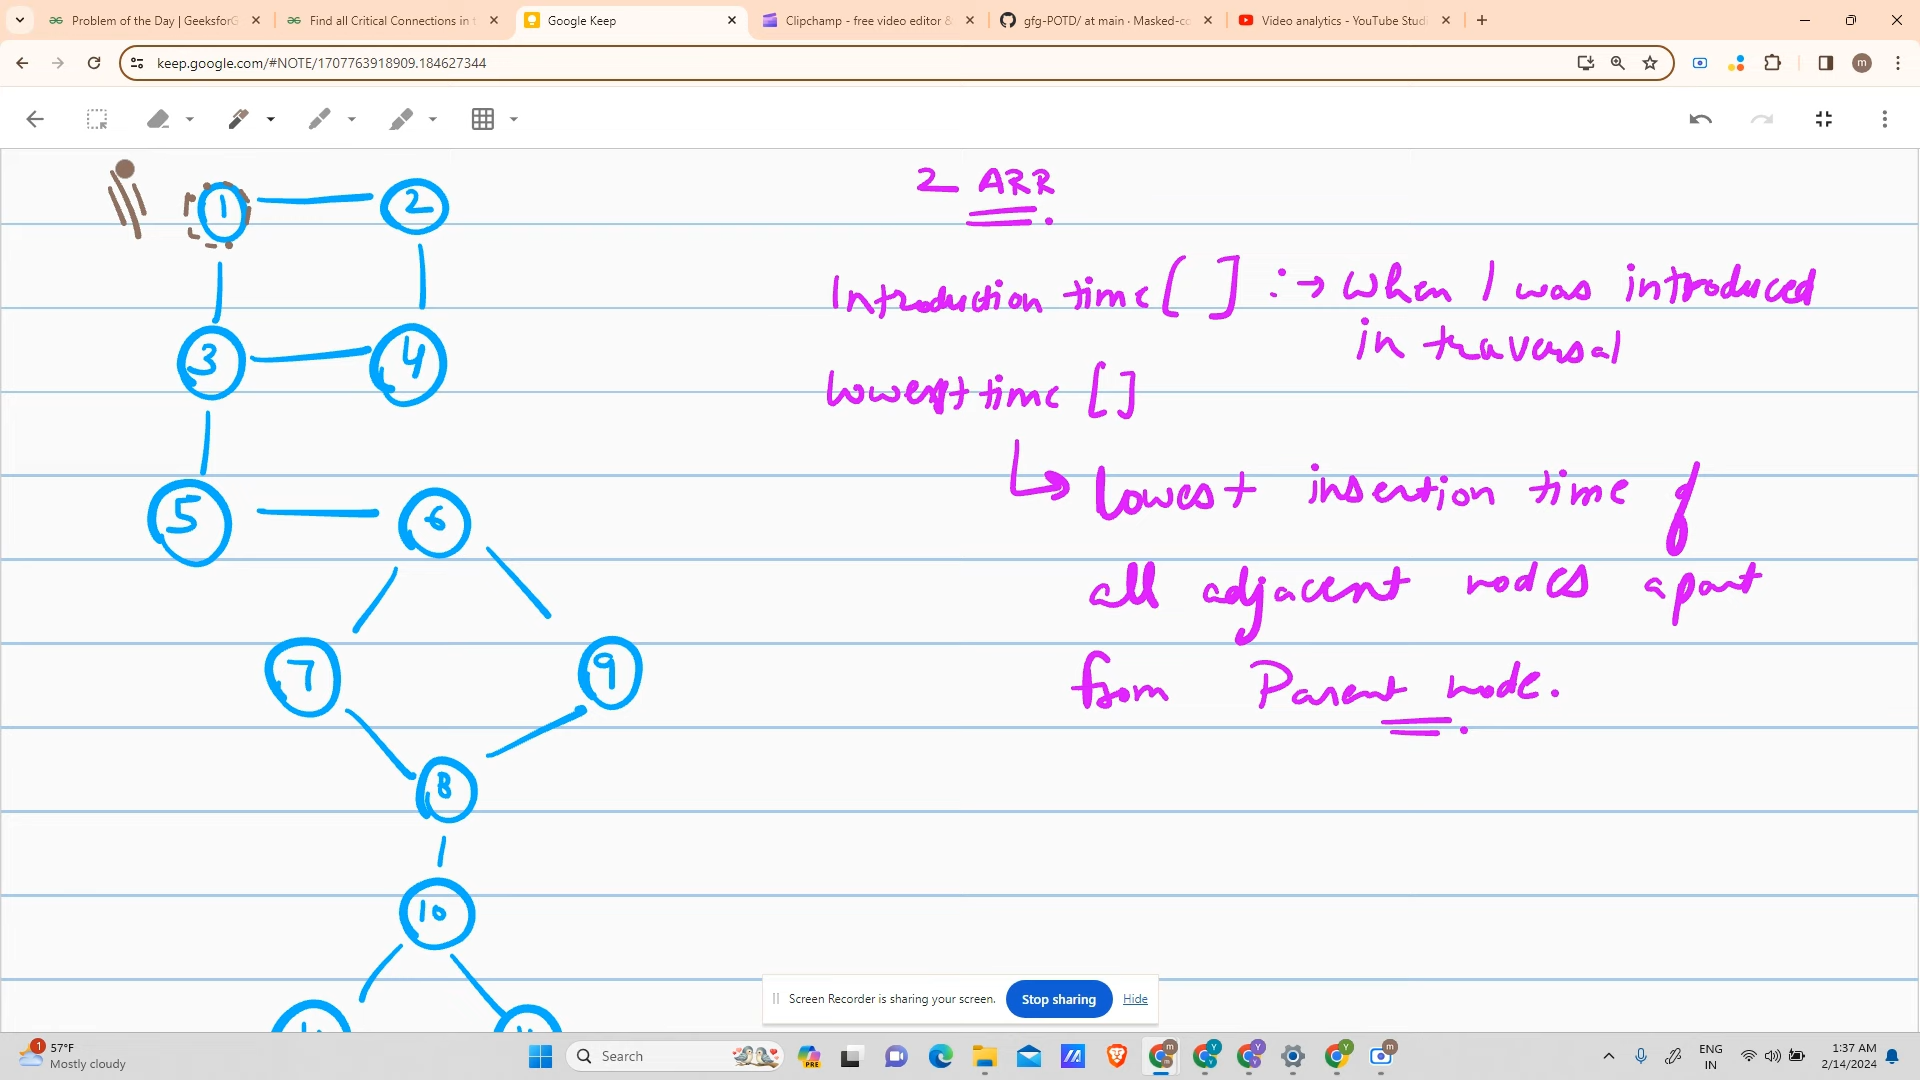 Problem of the Day | GeeksforG
Find all Critical Connections in t
Google Keep
Clipchamp - free video editor &
gfg-POTD/ at main · Masked-co
Video analytics - YouTube Studi
keep.google.com/#NOTE/1707763918909.184627344
m
2 ARR
1 2
Introduction time [ ] :→ When I was introduced
in traversal
3 4
lowest time [ ]
↳ lowest insertion time of
5 6
all adjacent nodes apart
7 9
from Parent node.
8
10
Screen Recorder is sharing your screen. Stop sharing Hide
1
57°F
Mostly cloudy
Search
PRE
ENG
IN
1:37 AM
2/14/2024